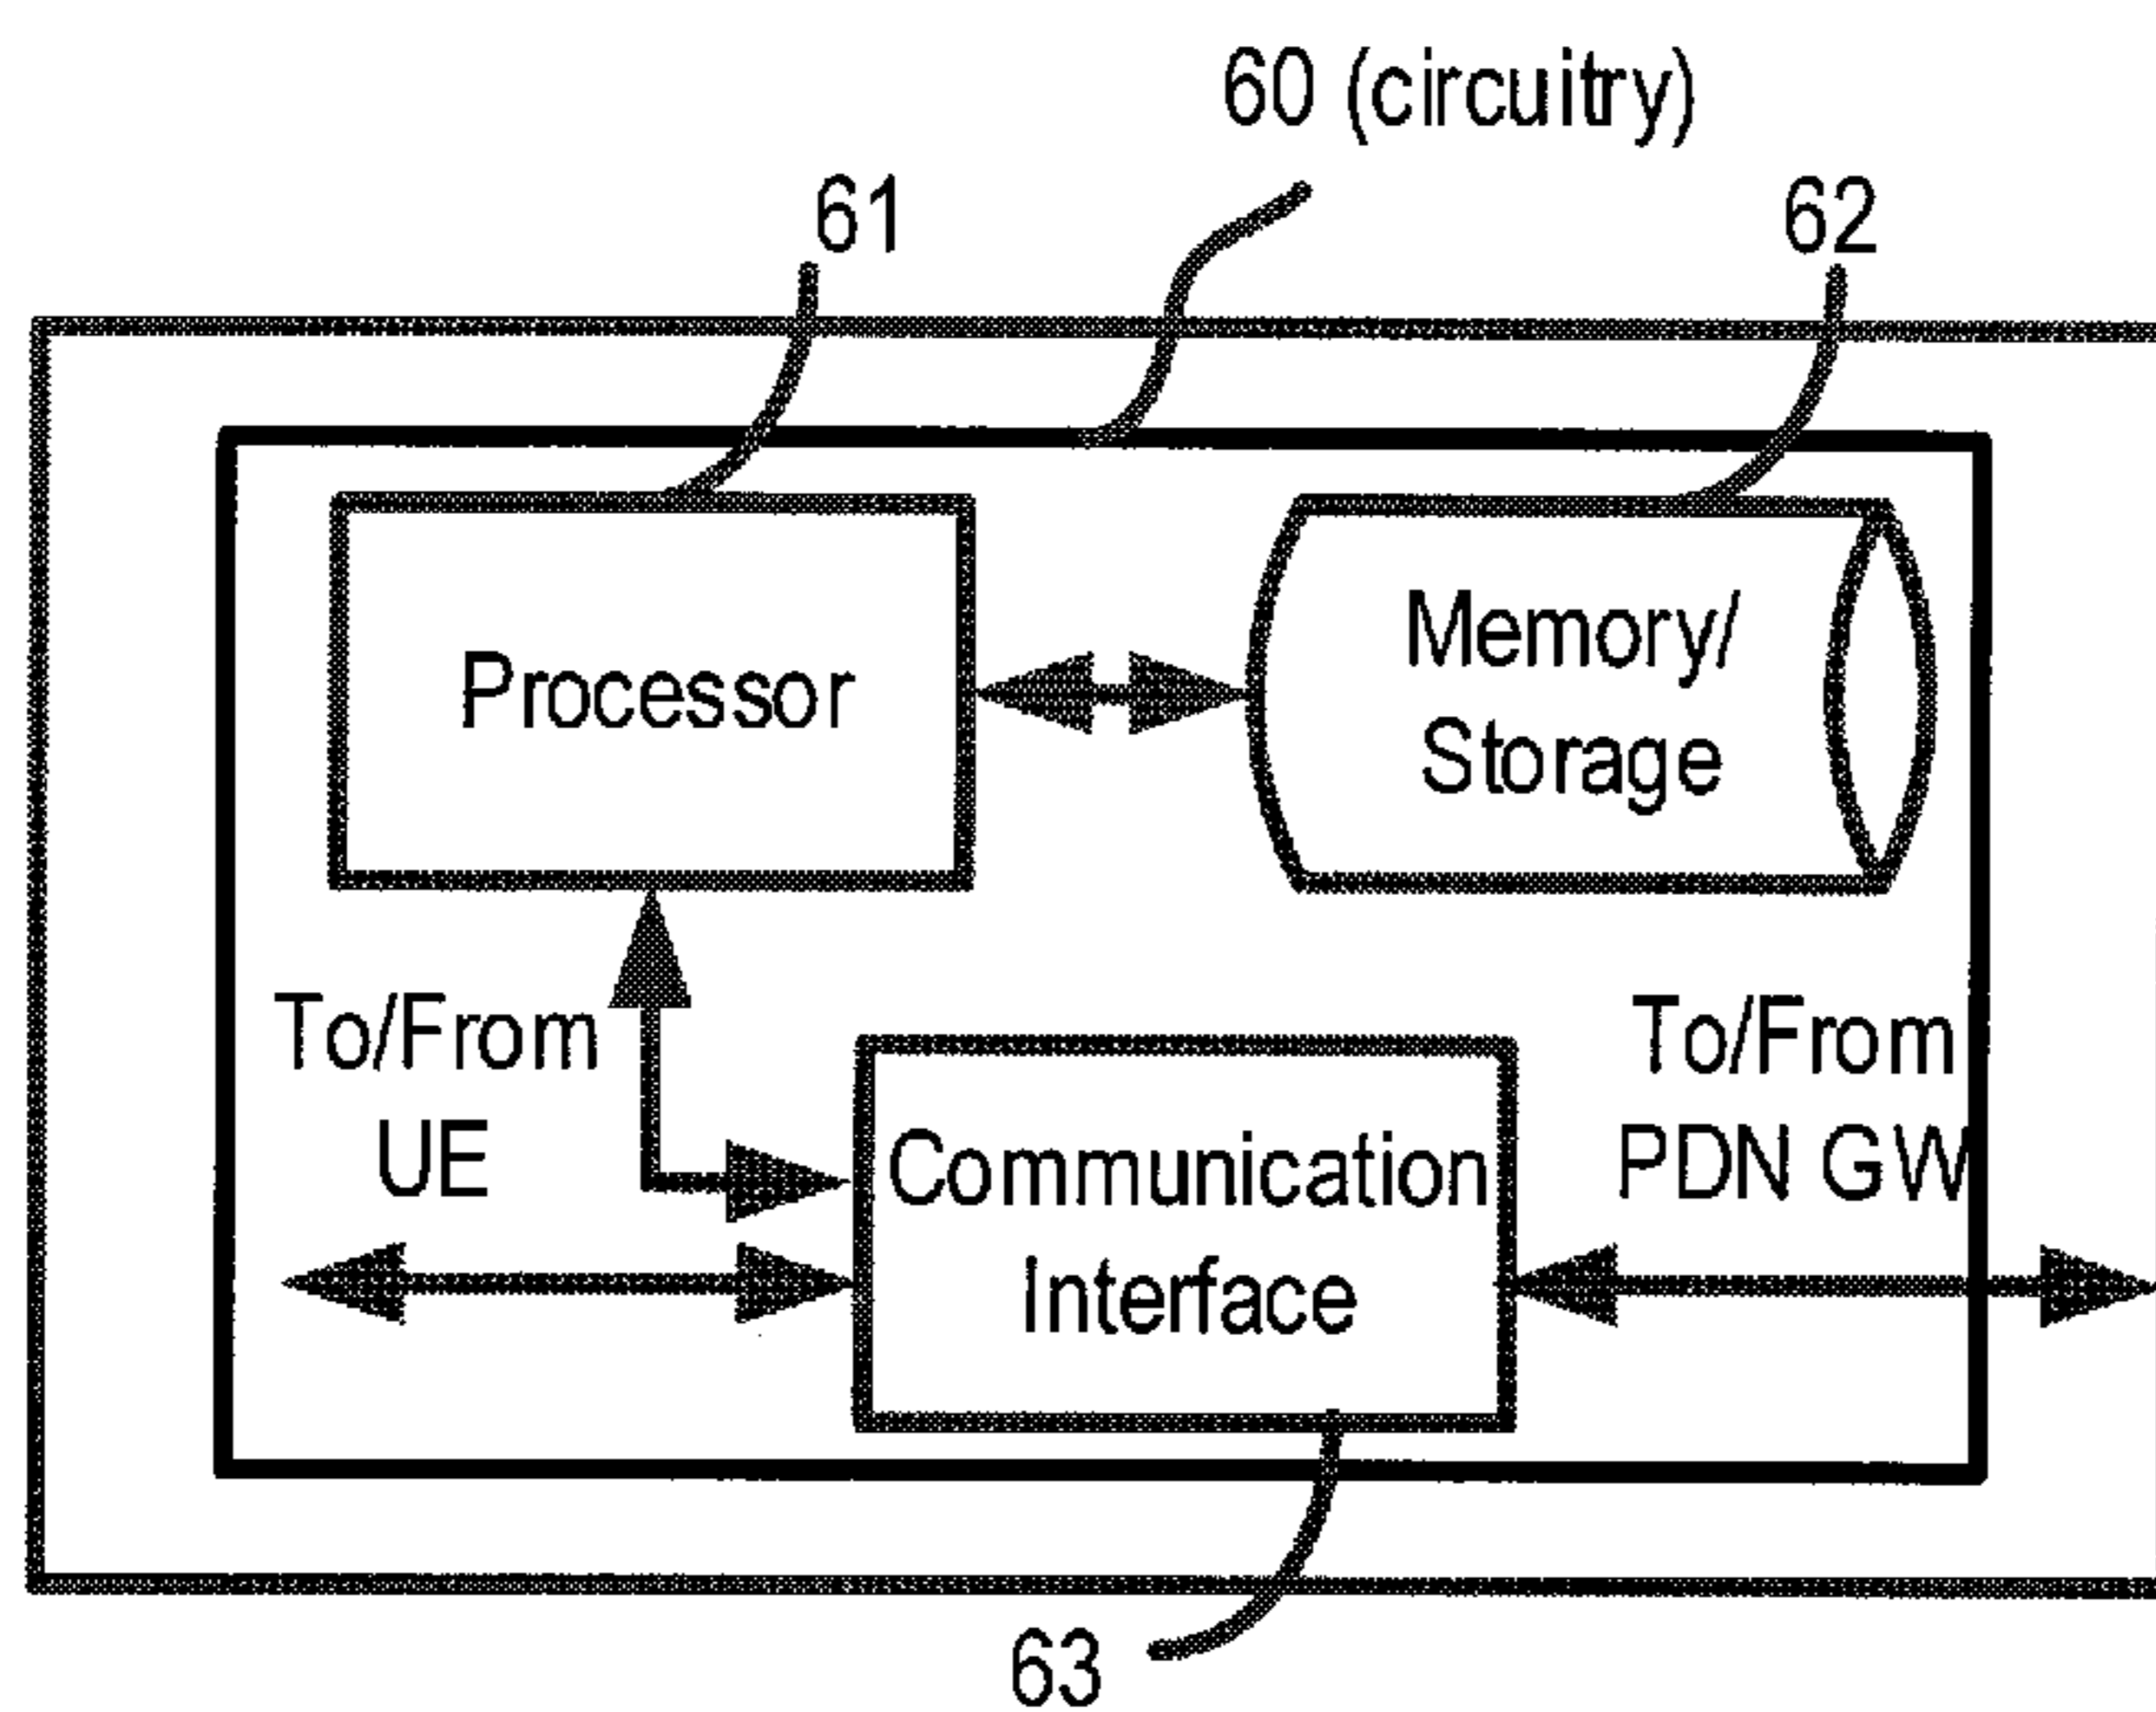 60 (circuitry)
61
62
Processor
Memory/
Storage
To/From
UE
Communication
Interface
To/From
PDN GW
63